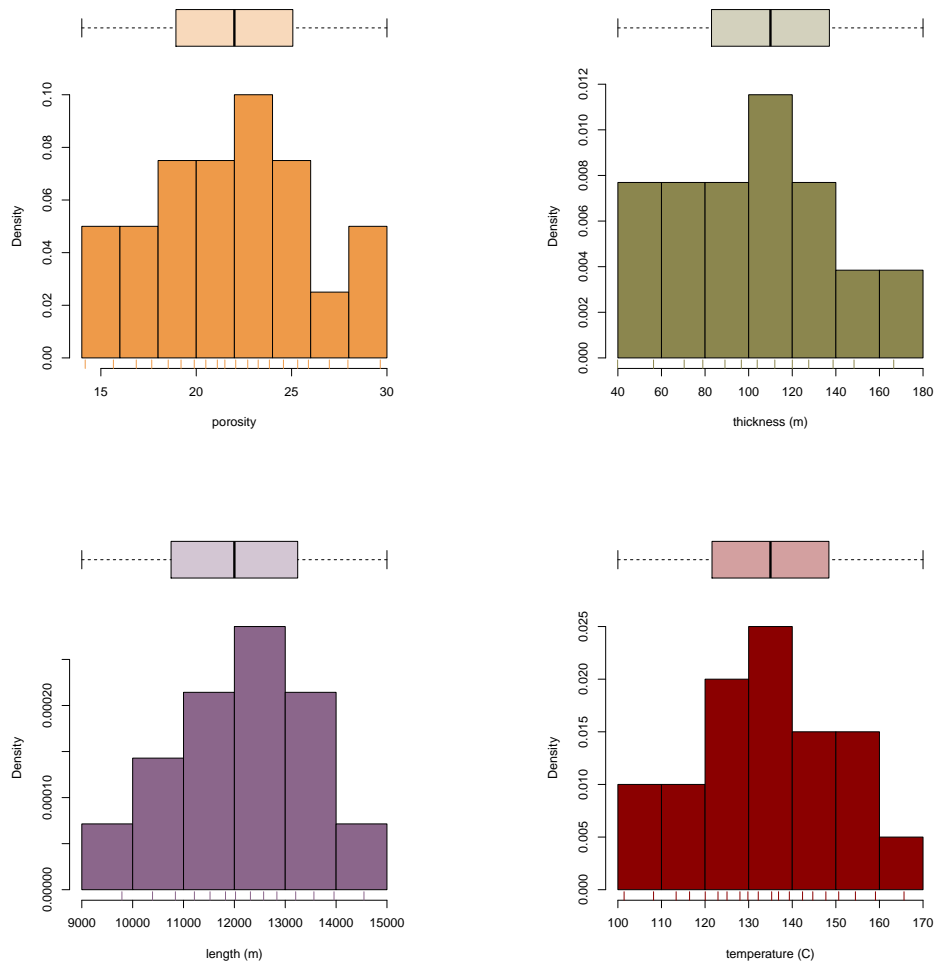 Density
0.00 0.02 0.04 0.06 0.08 0.10
15 20 25 30
porosity
Density
0.000 0.002 0.004 0.006 0.008 0.010 0.012
40 60 80 100 120 140 160 180
thickness (m)
Density
0.00000 0.00010 0.00020
9000 10000 11000 12000 13000 14000 15000
length (m)
Density
0.000 0.005 0.010 0.015 0.020 0.025
100 110 120 130 140 150 160 170
temperature (C)